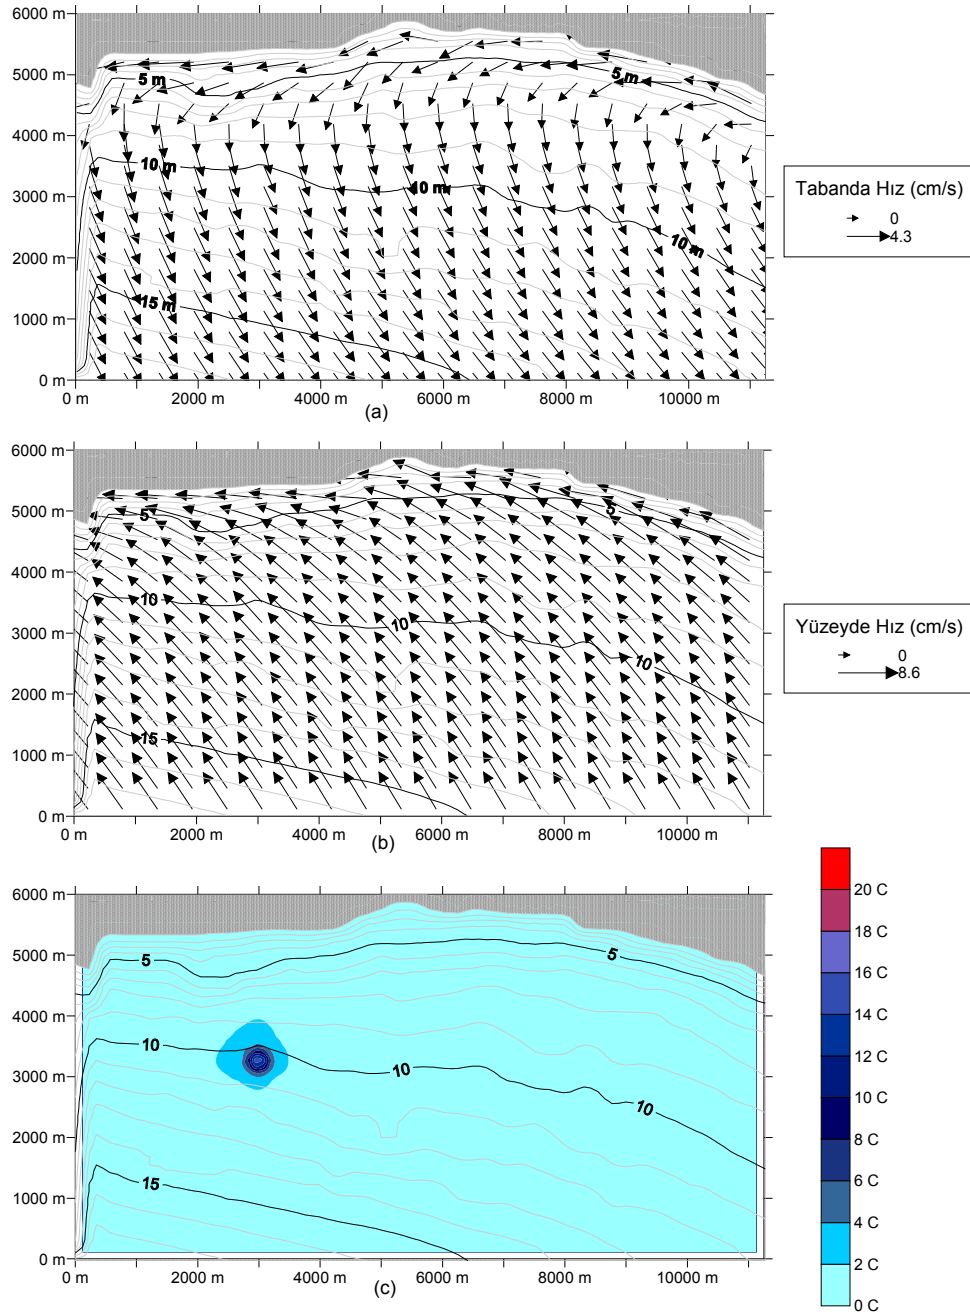 6000 m
5000 m
4000 m
3000 m
2000 m
1000 m
0 m
5 m
5 m
10 m
10 m
10 m
15 m
0 m
2000 m
4000 m
6000 m
8000 m
10000 m
(a)
Tabanda Hız (cm/s)
0
4.3
6000 m
5000 m
4000 m
3000 m
2000 m
1000 m
0 m
5
5
10
10
10
15
0 m
2000 m
4000 m
6000 m
8000 m
10000 m
(b)
Yüzeyde Hız (cm/s)
0
8.6
6000 m
5000 m
4000 m
3000 m
2000 m
1000 m
0 m
5
5
10
10
10
15
0 m
2000 m
4000 m
6000 m
8000 m
10000 m
(c)
20 C
18 C
16 C
14 C
12 C
10 C
8 C
6 C
4 C
2 C
0 C